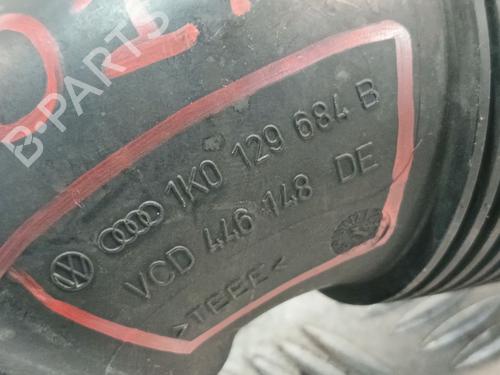 B-PARTS
1K0 129 684 B
VCD 446 148 DE
>TEEE<